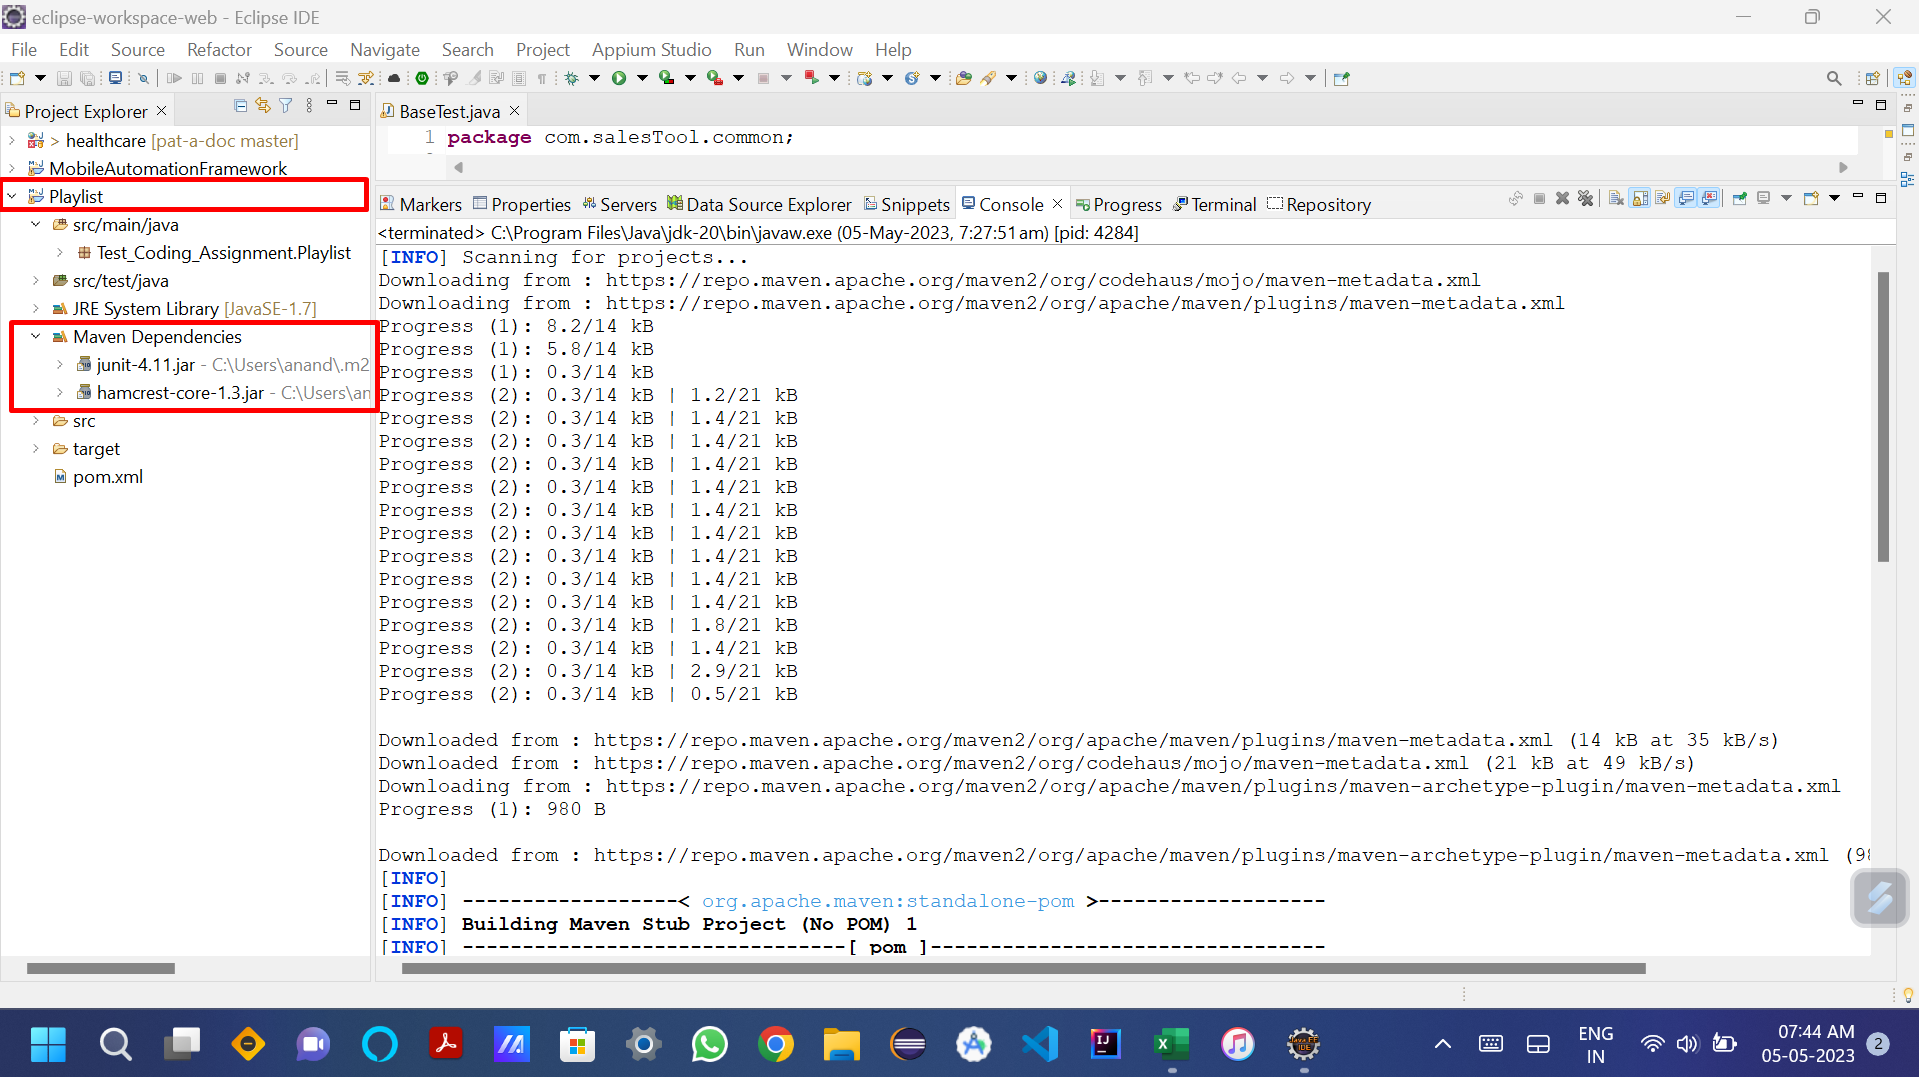 eclipse-workspace-web - Eclipse IDE
File Edit Source Refactor Source Navigate Search Project Appium Studio Run Window Help
Project Explorer
> healthcare [pat-a-doc master]
MobileAutomationFramework
Playlist
src/main/java
Test_Coding_Assignment.Playlist
src/test/java
JRE System Library [JavaSE-1.7]
Maven Dependencies
junit-4.11.jar - C:\Users\anand\.m2
hamcrest-core-1.3.jar - C:\Users\an
src
target
pom.xml
BaseTest.java
1 package com.salesTool.common;
Markers Properties Servers Data Source Explorer Snippets Console Progress Terminal Repository
<terminated> C:\Program Files\Java\jdk-20\bin\javaw.exe (05-May-2023, 7:27:51 am) [pid: 4284]
[INFO] Scanning for projects...
Downloading from : https://repo.maven.apache.org/maven2/org/codehaus/mojo/maven-metadata.xml
Downloading from : https://repo.maven.apache.org/maven2/org/apache/maven/plugins/maven-metadata.xml
Progress (1): 8.2/14 kB
Progress (1): 5.8/14 kB
Progress (1): 0.3/14 kB
Progress (2): 0.3/14 kB | 1.2/21 kB
Progress (2): 0.3/14 kB | 1.4/21 kB
Progress (2): 0.3/14 kB | 1.4/21 kB
Progress (2): 0.3/14 kB | 1.4/21 kB
Progress (2): 0.3/14 kB | 1.4/21 kB
Progress (2): 0.3/14 kB | 1.4/21 kB
Progress (2): 0.3/14 kB | 1.4/21 kB
Progress (2): 0.3/14 kB | 1.4/21 kB
Progress (2): 0.3/14 kB | 1.4/21 kB
Progress (2): 0.3/14 kB | 1.4/21 kB
Progress (2): 0.3/14 kB | 1.8/21 kB
Progress (2): 0.3/14 kB | 1.4/21 kB
Progress (2): 0.3/14 kB | 2.9/21 kB
Progress (2): 0.3/14 kB | 0.5/21 kB
Downloaded from : https://repo.maven.apache.org/maven2/org/apache/maven/plugins/maven-metadata.xml (14 kB at 35 kB/s)
Downloaded from : https://repo.maven.apache.org/maven2/org/codehaus/mojo/maven-metadata.xml (21 kB at 49 kB/s)
Downloading from : https://repo.maven.apache.org/maven2/org/apache/maven/plugins/maven-archetype-plugin/maven-metadata.xml
Progress (1): 980 B
Downloaded from : https://repo.maven.apache.org/maven2/org/apache/maven/plugins/maven-archetype-plugin/maven-metadata.xml (98
[INFO]
[INFO] ------------------< org.apache.maven:standalone-pom >-------------------
[INFO] Building Maven Stub Project (No POM) 1
[INFO] --------------------------------[ pom ]---------------------------------
ENG
IN
07:44 AM
05-05-2023
2